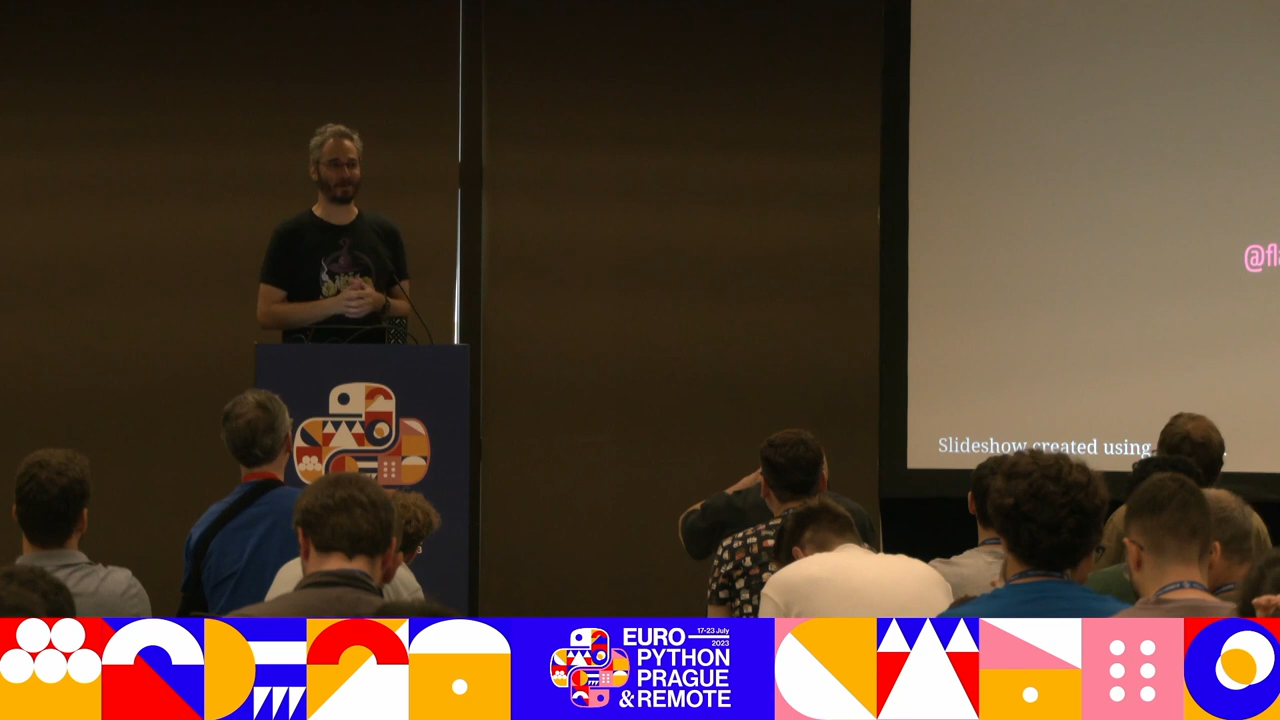 @fl
Slideshow created using
17-23 July
2023
EURO
PYTHON
PRAGUE
& REMOTE